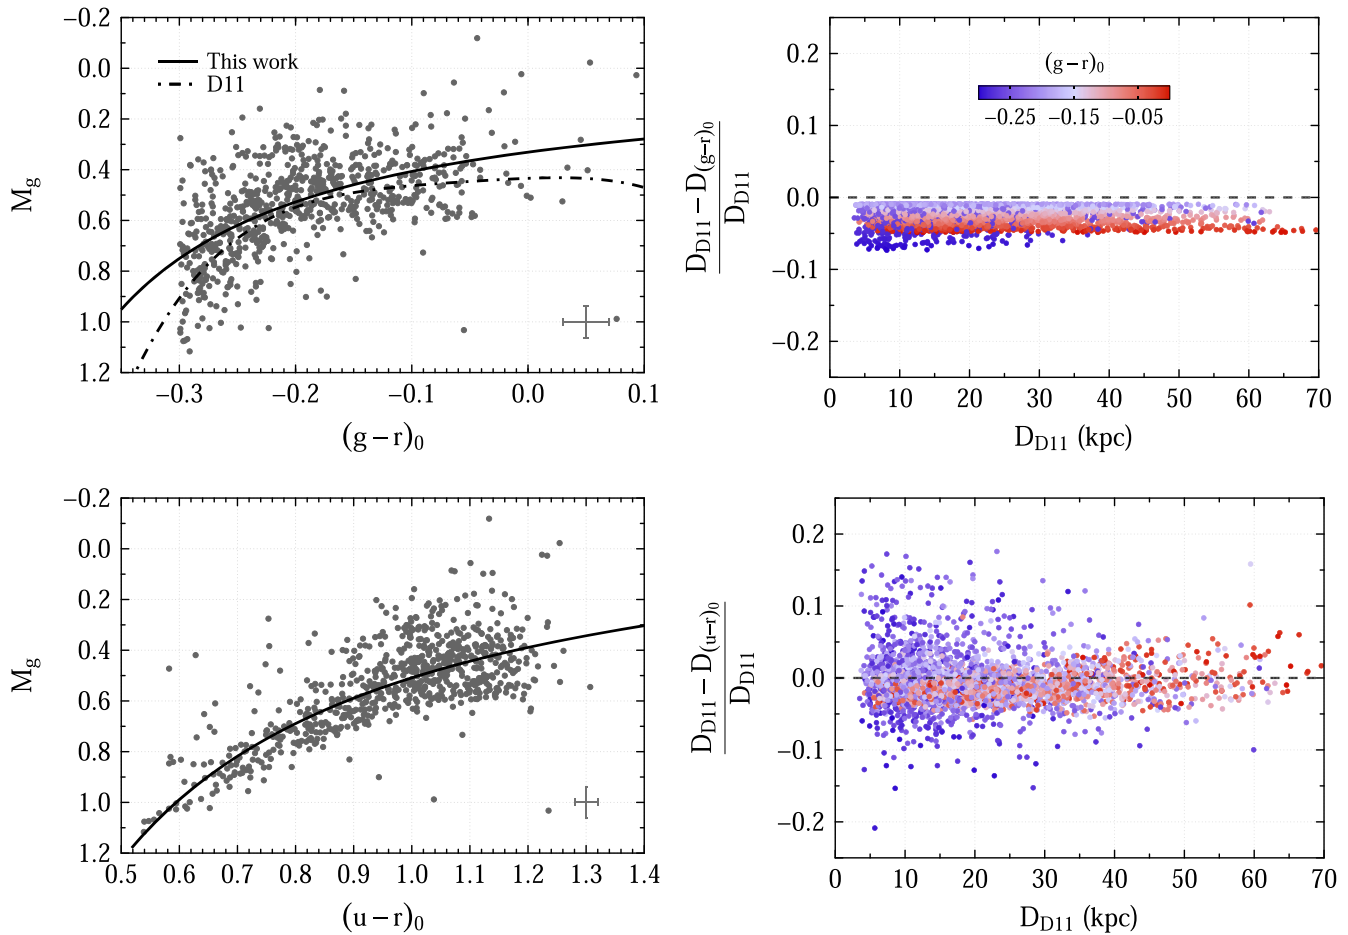 −0.2
0.0
0.2
0.4
0.6
0.8
1.0
1.2
M_g
This work
D11
−0.3 −0.2 −0.1 0.0 0.1
(g − r)_0
0.2
0.1
0.0
−0.1
−0.2
D_D11 − D_(g−r)_0
D_D11
(g − r)_0
−0.25 −0.15 −0.05
0 10 20 30 40 50 60 70
D_D11 (kpc)
−0.2
0.0
0.2
0.4
0.6
0.8
1.0
1.2
M_g
0.5 0.6 0.7 0.8 0.9 1.0 1.1 1.2 1.3 1.4
(u − r)_0
0.2
0.1
0.0
−0.1
−0.2
D_D11 − D_(u−r)_0
D_D11
0 10 20 30 40 50 60 70
D_D11 (kpc)